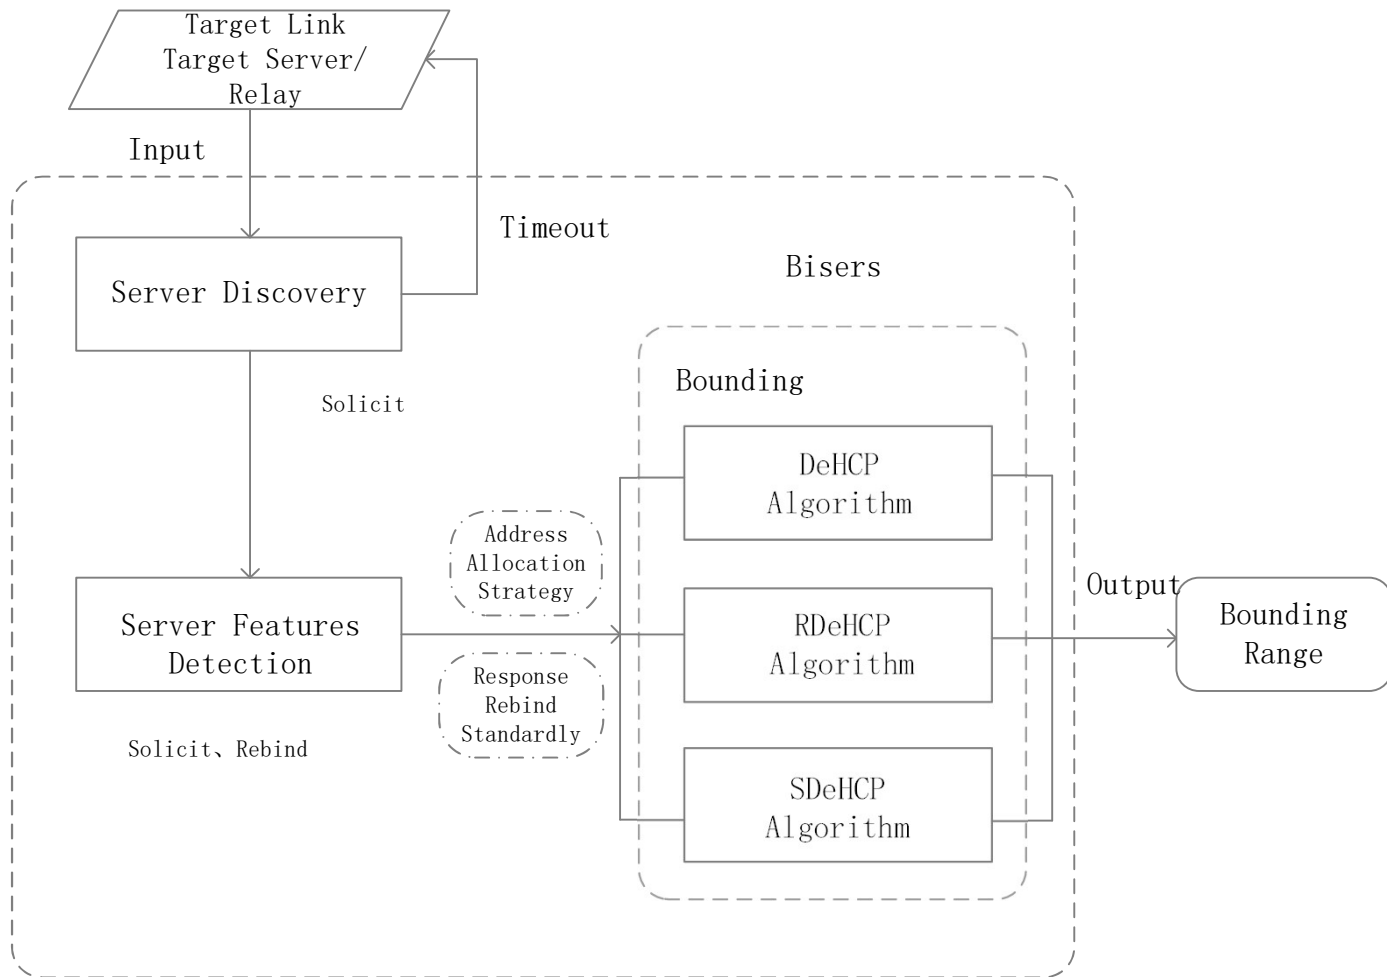 Target Link
Target Server/
Relay
Input
Timeout
Server Discovery
Bisers
Solicit
Bounding
DeHCP
Algorithm
Address
Allocation
Strategy
Server Features
Detection
RDeHCP
Algorithm
Output
Bounding
Range
Response
Rebind
Standardly
Solicit、Rebind
SDeHCP
Algorithm